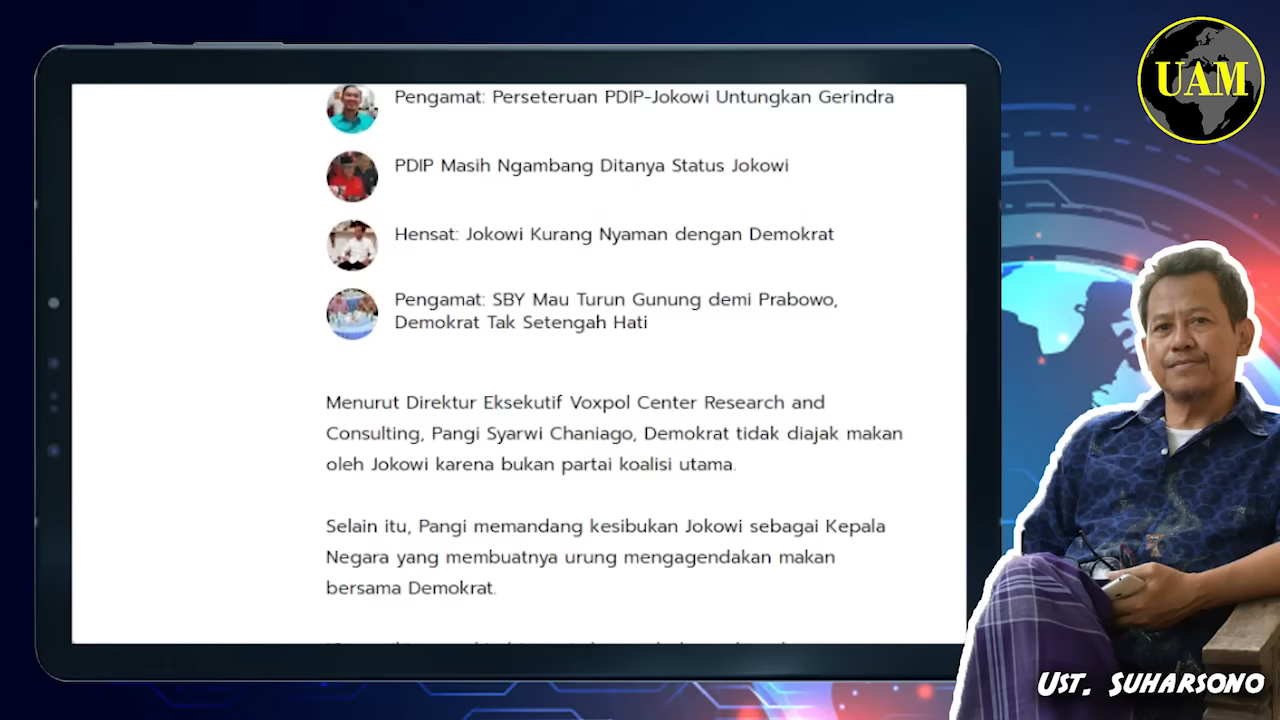 UAM
Pengamat: Perseteruan PDIP-Jokowi Untungkan Gerindra
PDIP Masih Ngambang Ditanya Status Jokowi
Hensat: Jokowi Kurang Nyaman dengan Demokrat
Pengamat: SBY Mau Turun Gunung demi Prabowo,
Demokrat Tak Setengah Hati
Menurut Direktur Eksekutif Voxpol Center Research and
Consulting, Pangi Syarwi Chaniago, Demokrat tidak diajak makan
oleh Jokowi karena bukan partai koalisi utama.
Selain itu, Pangi memandang kesibukan Jokowi sebagai Kepala
Negara yang membuatnya urung mengagendakan makan
bersama Demokrat.
Ust. Suharsono